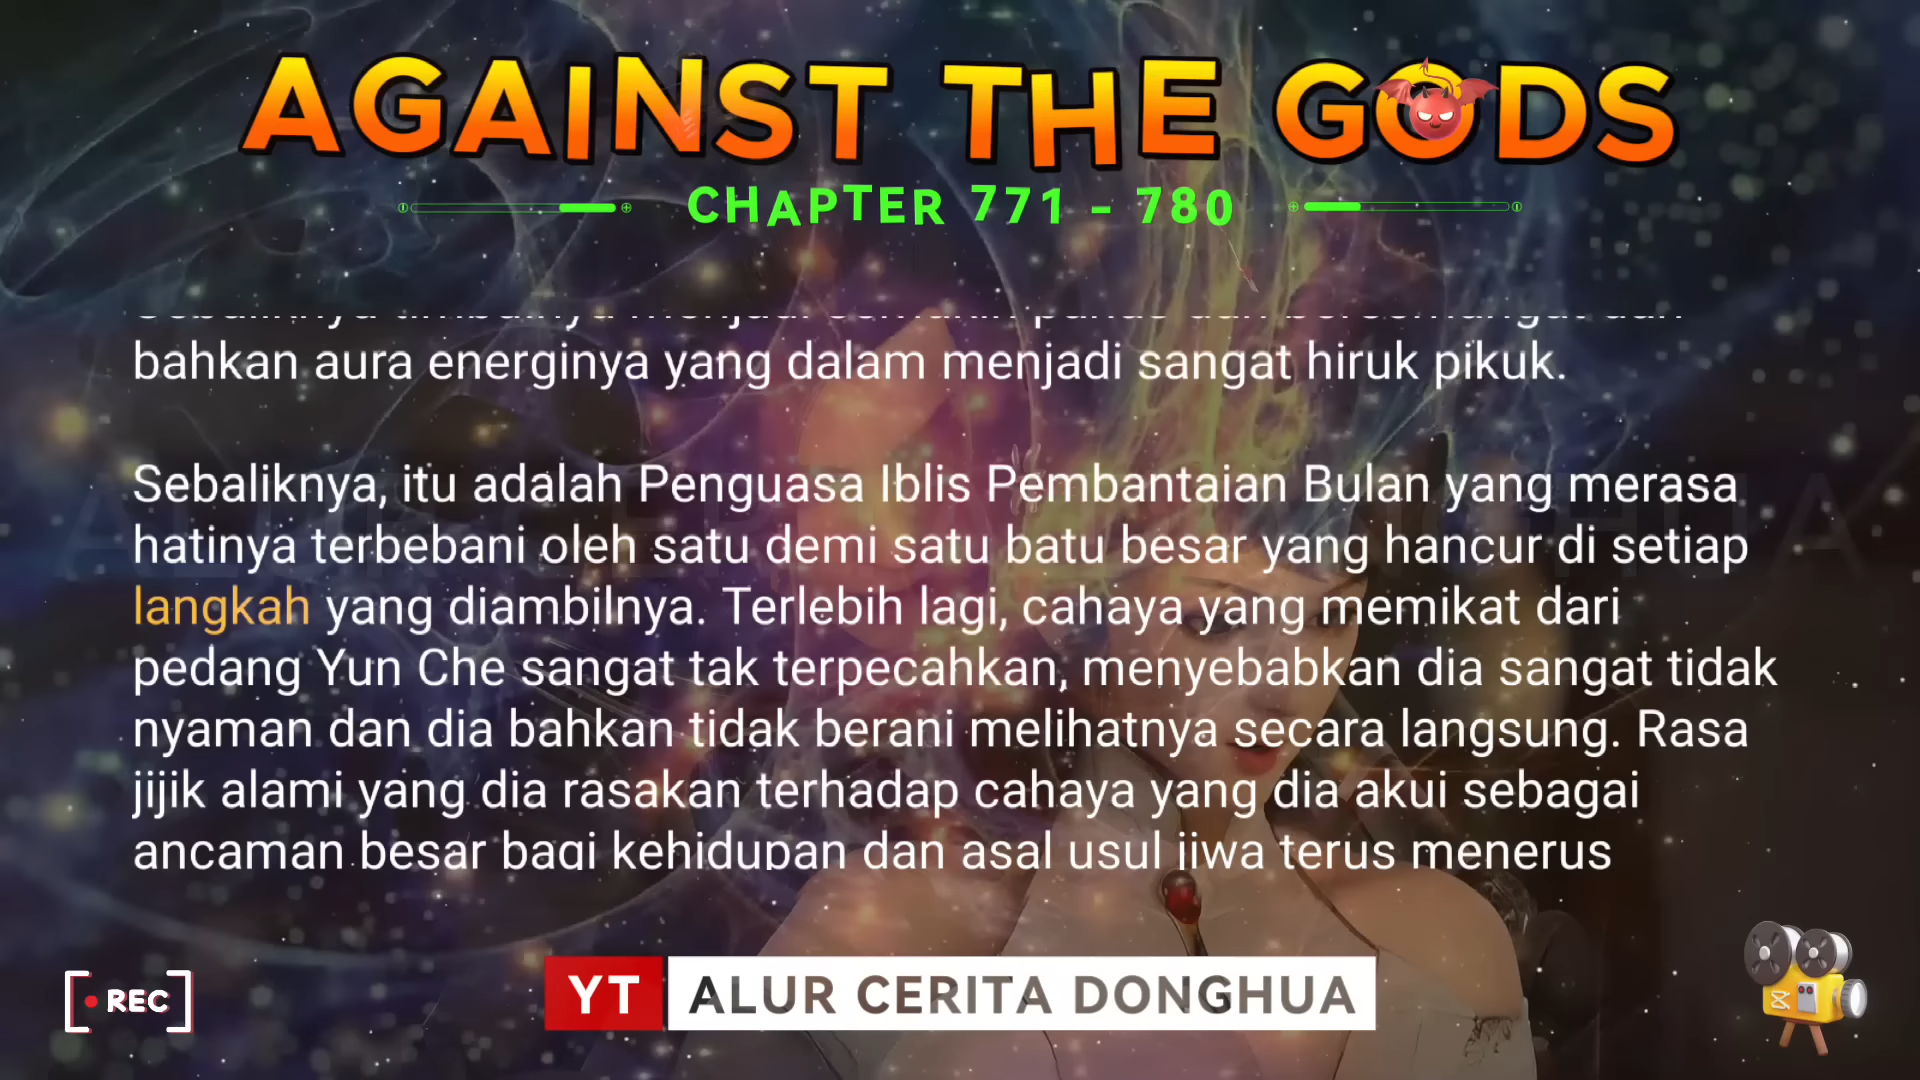 AGAINST THE GODS
CHAPTER 771 - 780
bahkan aura energinya yang dalam menjadi sangat hiruk pikuk.
Sebaliknya, itu adalah Penguasa Iblis Pembantaian Bulan yang merasa
hatinya terbebani oleh satu demi satu batu besar yang hancur di setiap
langkah yang diambilnya. Terlebih lagi, cahaya yang memikat dari
pedang Yun Che sangat tak terpecahkan, menyebabkan dia sangat tidak
nyaman dan dia bahkan tidak berani melihatnya secara langsung. Rasa
jijik alami yang dia rasakan terhadap cahaya yang dia akui sebagai
ancaman besar bagi kehidupan dan asal usul jiwa terus menerus
REC
YT ALUR CERITA DONGHUA